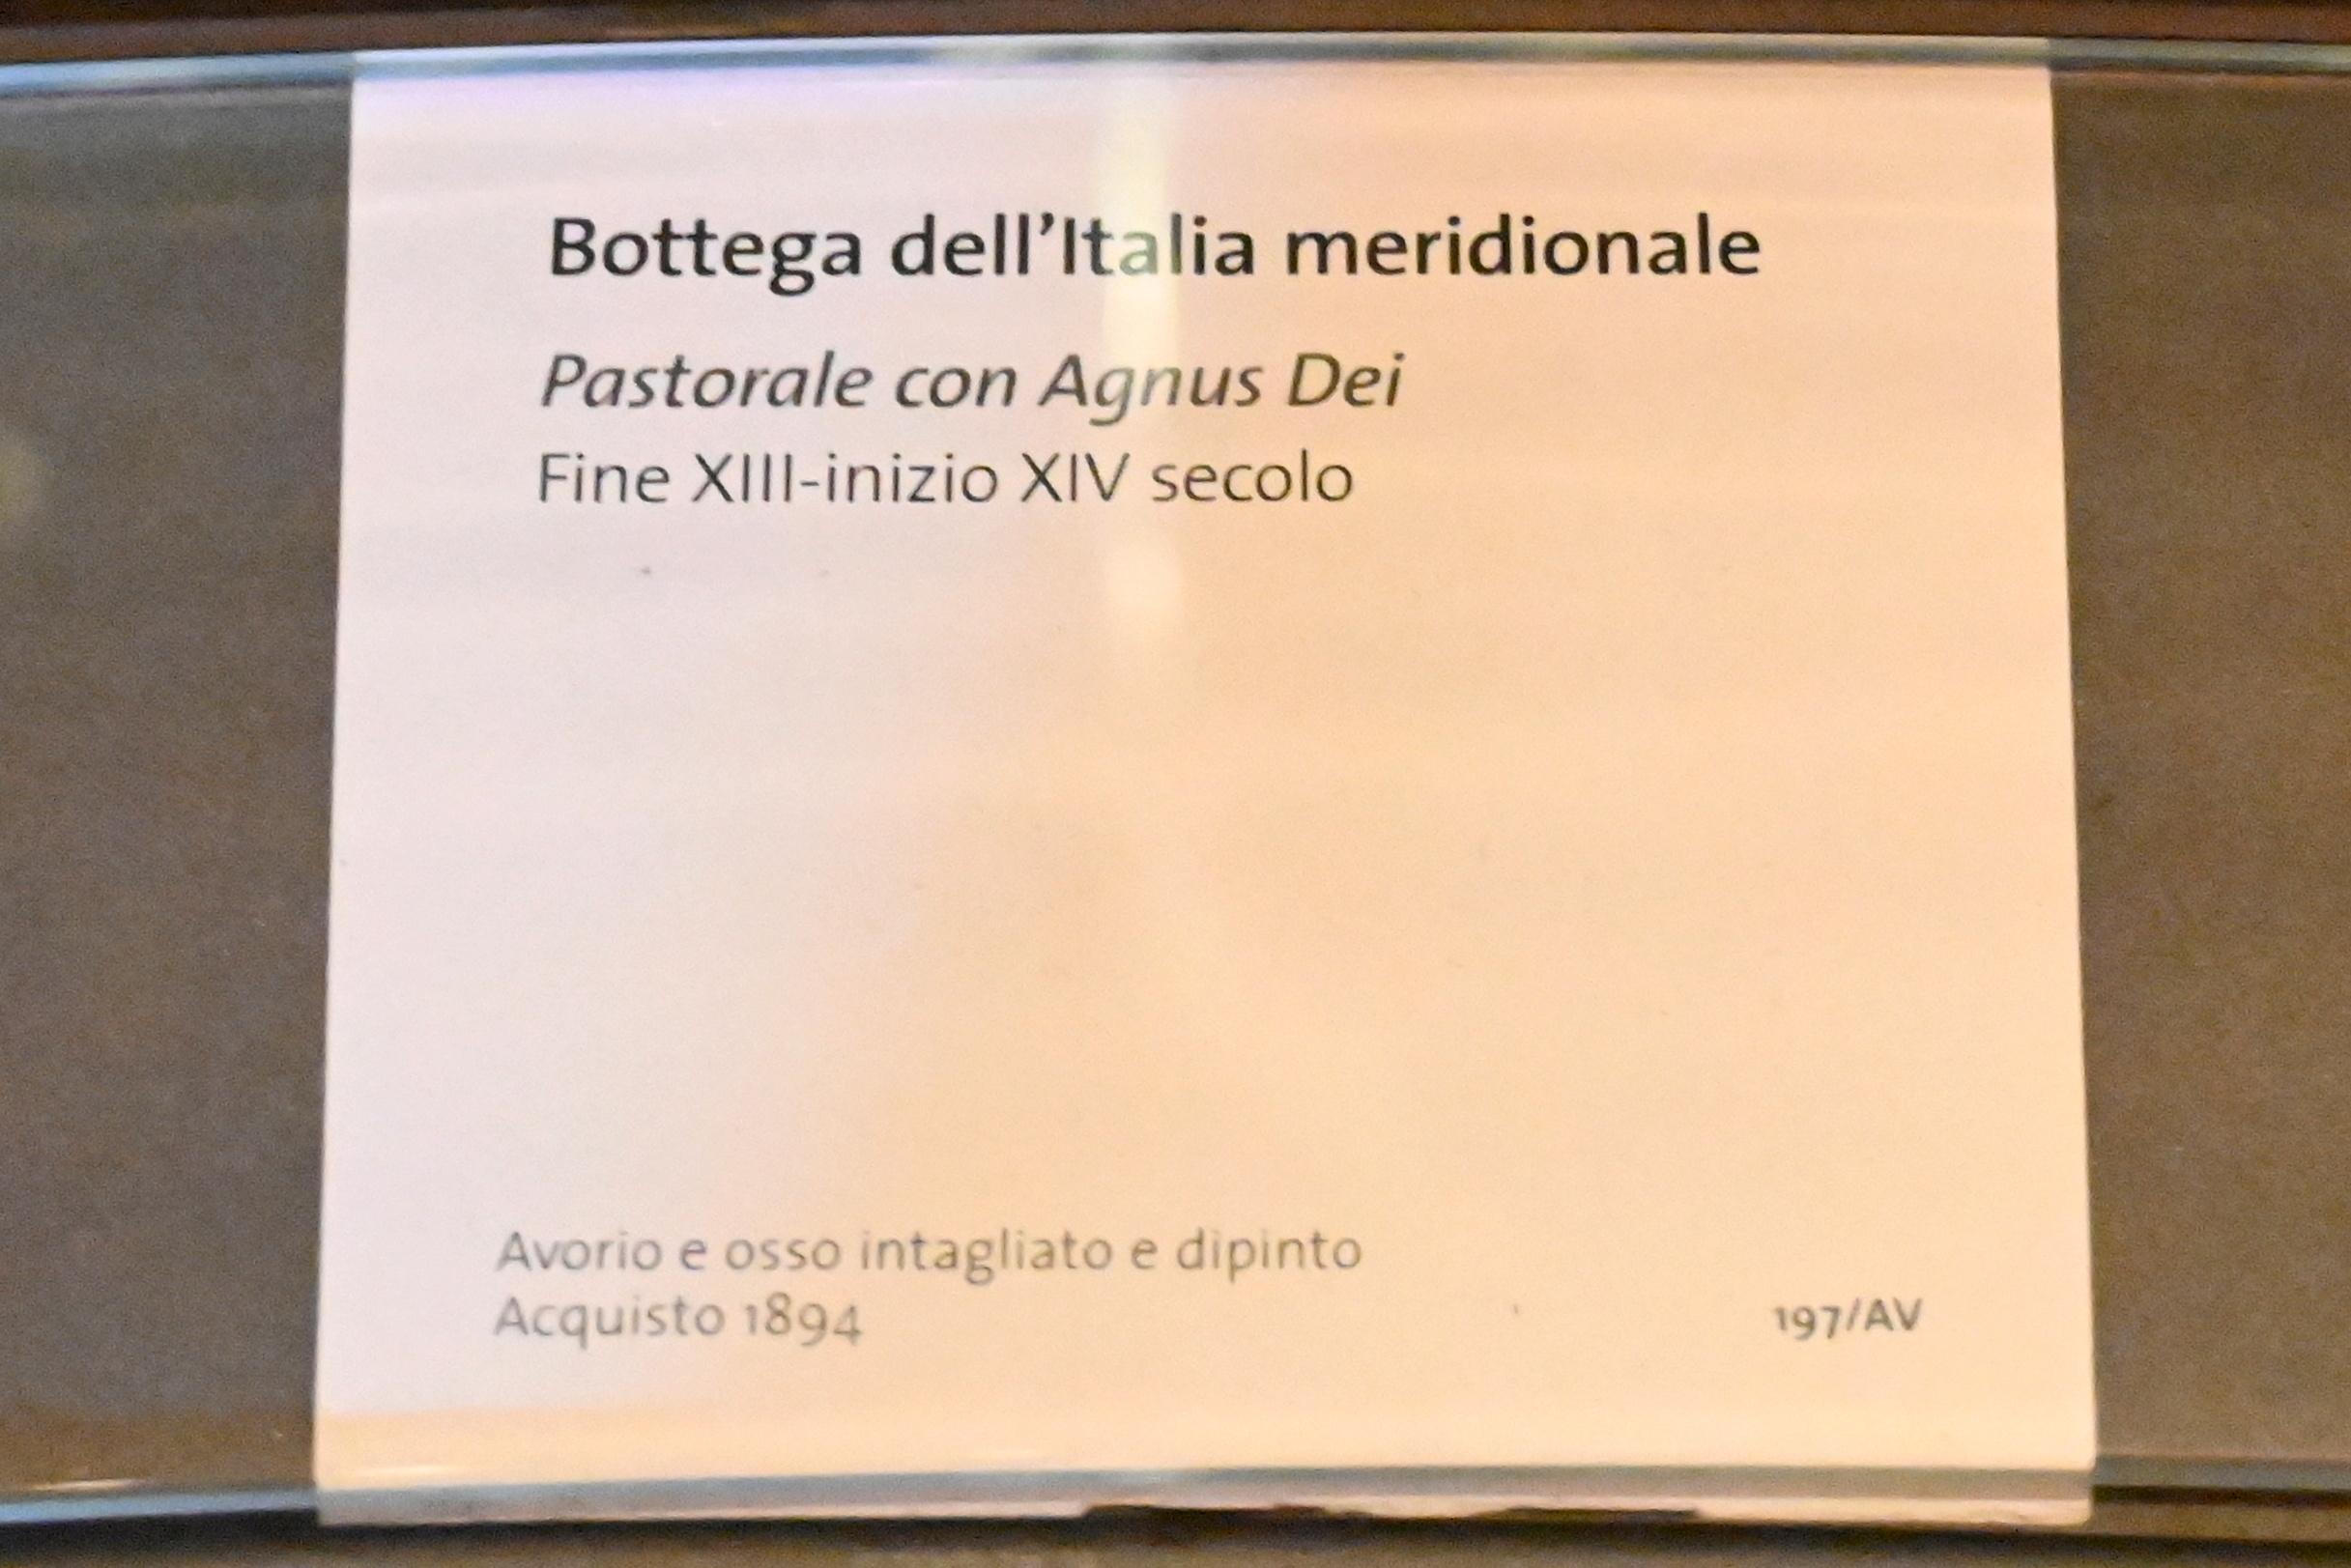 Bottega dell’Italia meridionale
Pastorale con Agnus Dei
Fine XIII-inizio XIV secolo
Avorio e osso intagliato e dipinto
Acquisto 1894
197/AV